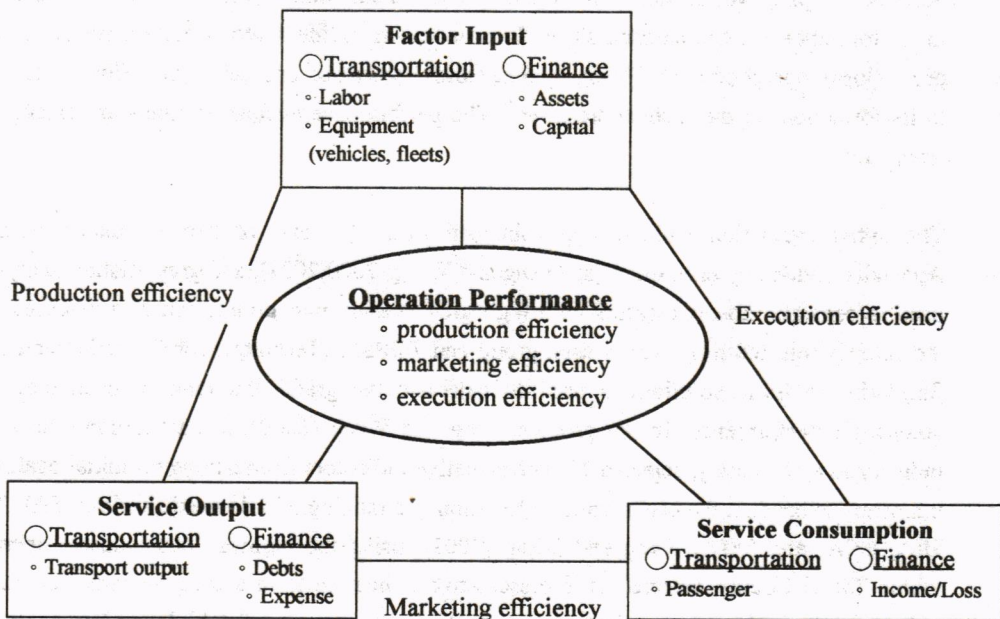 Factor Input
○Transportation ○Finance
◦ Labor ◦ Assets
◦ Equipment ◦ Capital
(vehicles, fleets)
Production efficiency
Operation Performance
◦ production efficiency
◦ marketing efficiency
◦ execution efficiency
Execution efficiency
Service Output
○Transportation ○Finance
◦ Transport output ◦ Debts
◦ Expense
Service Consumption
○Transportation ○Finance
◦ Passenger ◦ Income/Loss
Marketing efficiency